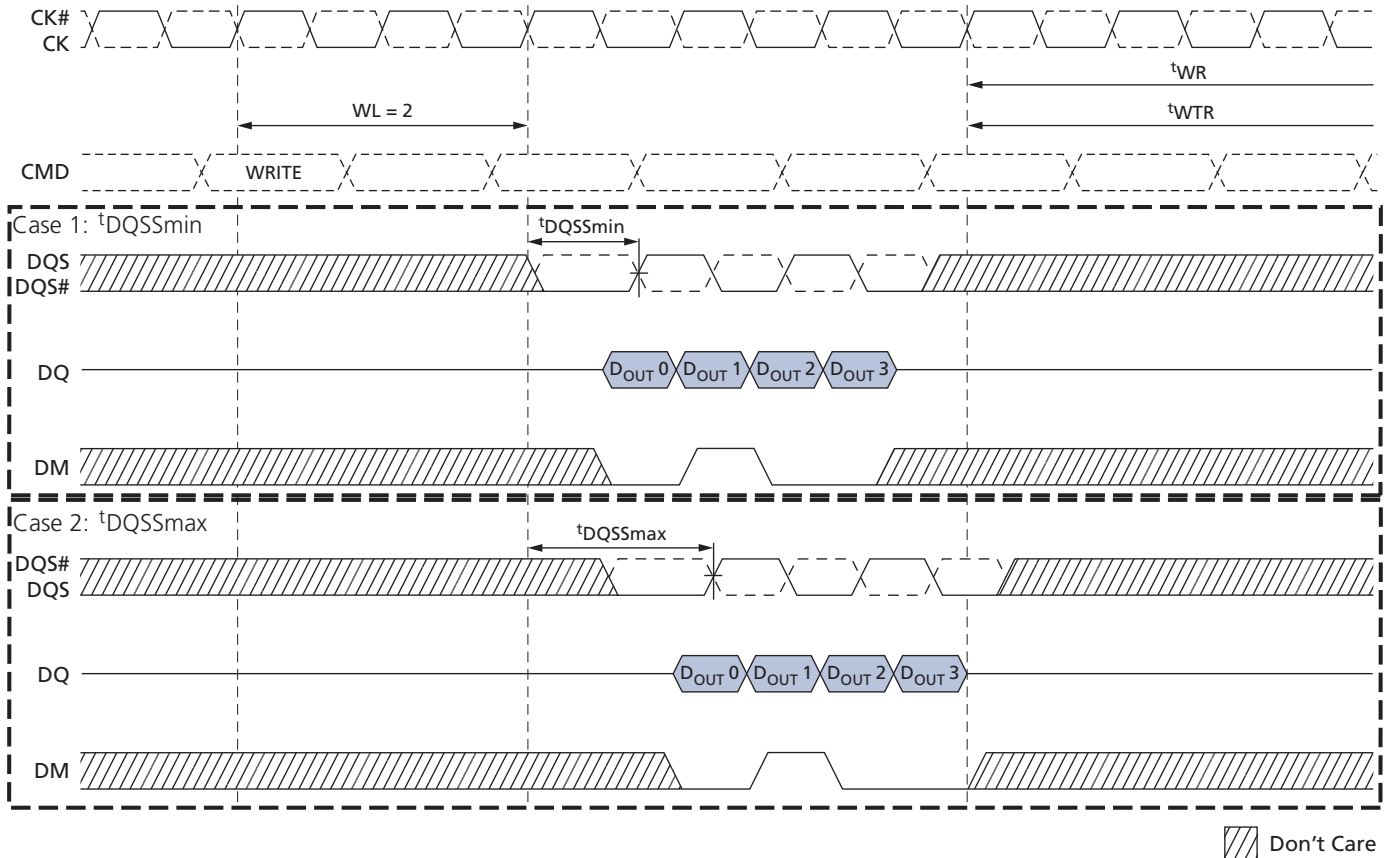 CK#
CK
tWR
WL = 2
tWTR
CMD
WRITE
Case 1: tDQSSmin
tDQSSmin
DQS
DQS#
DQ
DOUT 0 DOUT 1 DOUT 2 DOUT 3
DM
Case 2: tDQSSmax
tDQSSmax
DQS#
DQS
DQ
DOUT 0 DOUT 1 DOUT 2 DOUT 3
DM
Don't Care